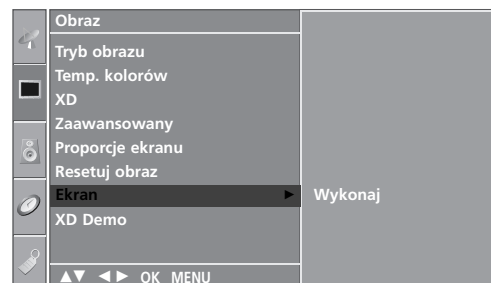 Obraz
Tryb obrazu
Temp. kolorów
XD
Zaawansowany
Proporcje ekranu
Resetuj obraz
Ekran ► Wykonaj
XD Demo
▲▼ ◄► OK MENU